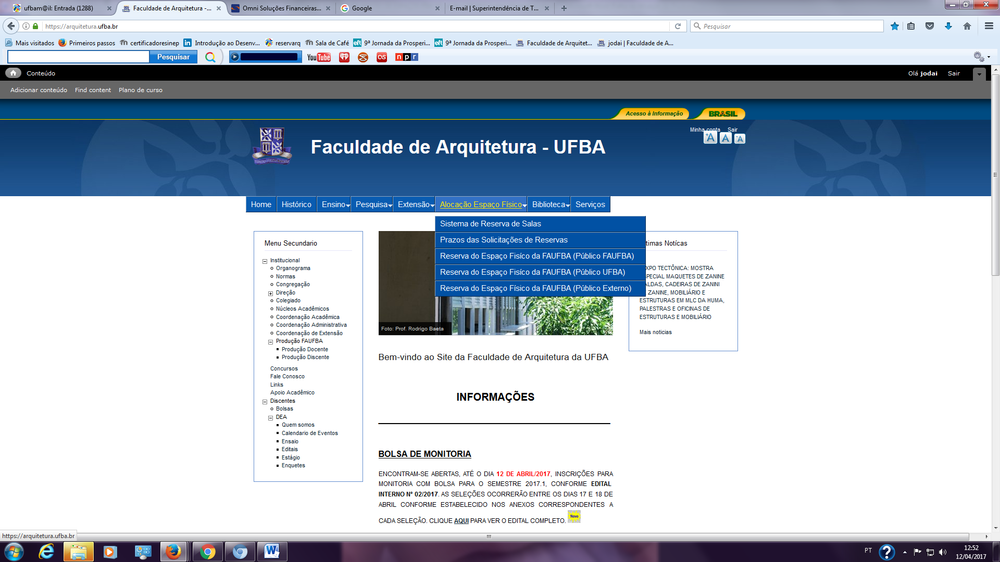 ufbam@il: Entrada (1288)
Faculdade de Arquitetura -...
Omni Soluções Financeiras...
Google
E-mail | Superintendência de T...
https://arquitetura.ufba.br
Pesquisar
Mais visitados
Primeiros passos
certificadoresinep
Introdução ao Desenv...
reservarq
Sala de Café
9ª Jornada da Prosperi...
9ª Jornada da Prosperi...
Faculdade de Arquitet...
jodai | Faculdade de A...
Pesquisar
YouTube
npr
Conteúdo
Olá jodai
Sair
Adicionar conteúdo
Find content
Plano de curso
Acesso à Informação
BRASIL
Minha conta
Sair
+A
A
-A
Faculdade de Arquitetura - UFBA
Home
Histórico
Ensino
Pesquisa
Extensão
Alocação Espaço Físico
Biblioteca
Serviços
Sistema de Reserva de Salas
Prazos das Solicitações de Reservas
Reserva do Espaço Fisíco da FAUFBA (Público FAUFBA)
Reserva do Espaço Fisíco da FAUFBA (Público UFBA)
Reserva do Espaço Físico da FAUFBA (Público Externo)
Menu Secundario
Institucional
Organograma
Normas
Congregação
Direção
Colegiado
Núcleos Acadêmicos
Coordenação Acadêmica
Coordenação Administrativa
Coordenação de Extensão
Produção FAUFBA
Produção Docente
Produção Discente
Concursos
Fale Conosco
Links
Apoio Acadêmico
Discentes
Bolsas
DEA
Quem somos
Calendario de Eventos
Ensaio
Editais
Estágio
Enquetes
Foto: Prof. Rodrigo Baeta
Bem-vindo ao Site da Faculdade de Arquitetura da UFBA
INFORMAÇÕES
BOLSA DE MONITORIA
ENCONTRAM-SE ABERTAS, ATÉ O DIA 12 DE ABRIL/2017, INSCRIÇÕES PARA
MONITORIA COM BOLSA PARA O SEMESTRE 2017.1, CONFORME EDITAL
INTERNO Nº 02/2017. AS SELEÇÕES OCORRERÃO ENTRE OS DIAS 17 E 18 DE
ABRIL CONFORME ESTABELECIDO NOS ANEXOS CORRESPONDENTES A
CADA SELEÇÃO. CLIQUE AQUI PARA VER O EDITAL COMPLETO. Novo
timas Notícas
XPO TECTÔNICA: MOSTRA
PECIAL MAQUETES DE ZANINE
ALDAS, CADEIRAS DE ZANINI
ZANINE, MOBILIÁRIO E
ESTRUTURAS EM MLC DA HUMA,
PALESTRAS E OFICINAS DE
ESTRUTURAS E MOBILIÁRIO
Mais noticias
https://arquitetura.ufba.br
PT
12:52
12/04/2017